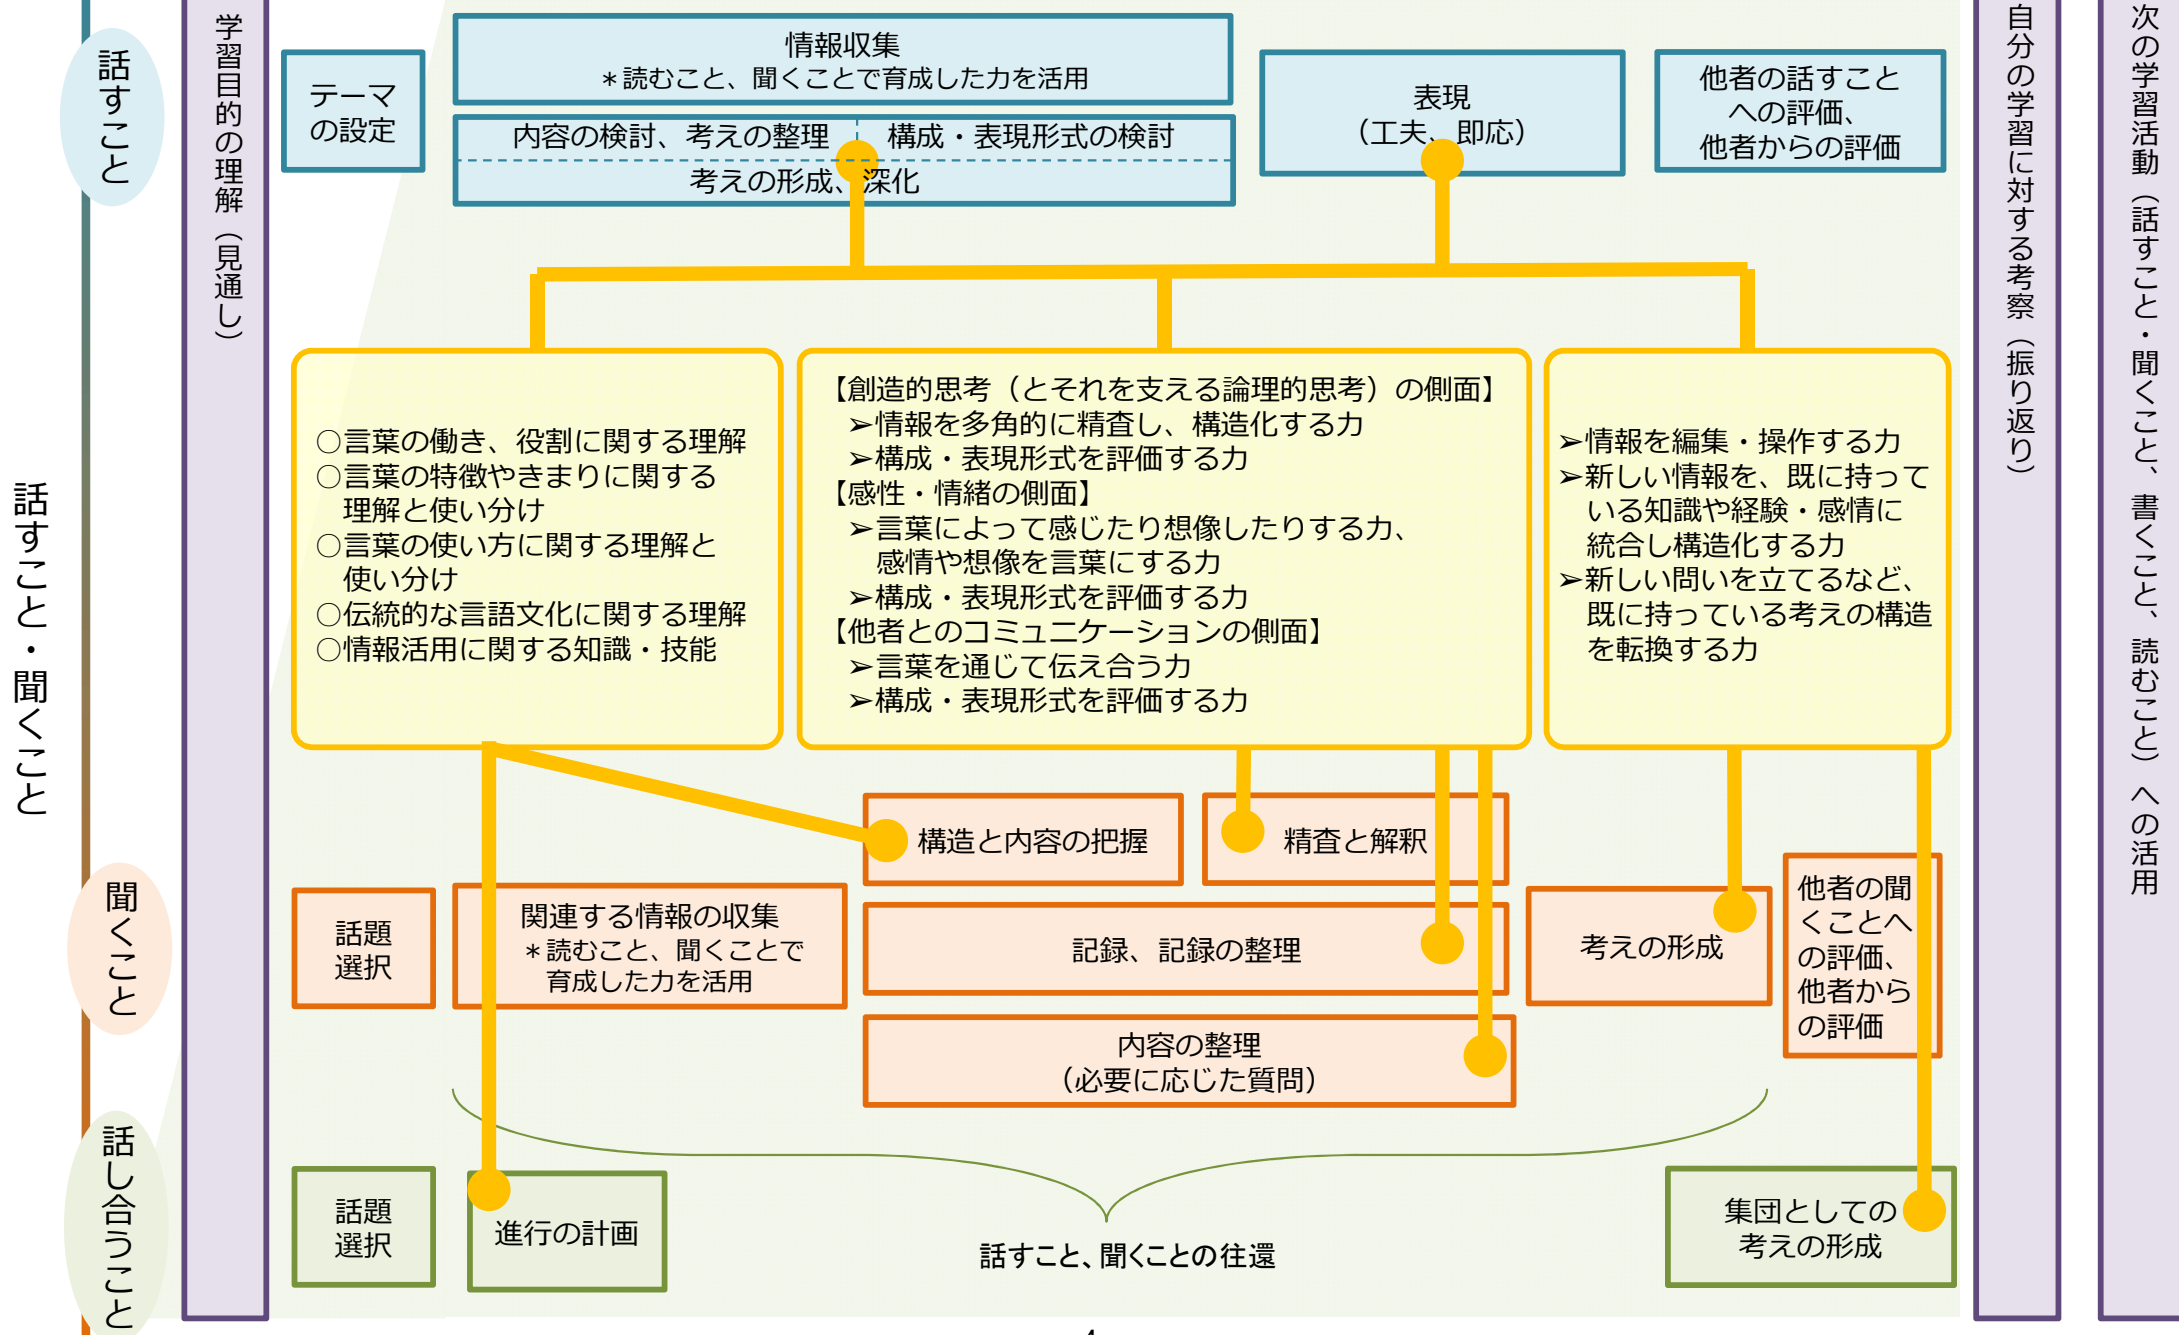 話すこと・聞くこと
話すこと
聞くこと
話し合うこと
学習目的の理解（見通し）
テーマ
の設定
情報収集
＊読むこと、聞くことで育成した力を活用
内容の検討、考えの整理
構成・表現形式の検討
考えの形成、深化
表現
（工夫、即応）
他者の話すこと
への評価、
他者からの評価
○言葉の働き、役割に関する理解
○言葉の特徴やきまりに関する
理解と使い分け
○言葉の使い方に関する理解と
使い分け
○伝統的な言語文化に関する理解
○情報活用に関する知識・技能
【創造的思考（とそれを支える論理的思考）の側面】
➢情報を多角的に精査し、構造化する力
➢構成・表現形式を評価する力
【感性・情緒の側面】
➢言葉によって感じたり想像したりする力、
感情や想像を言葉にする力
➢構成・表現形式を評価する力
【他者とのコミュニケーションの側面】
➢言葉を通じて伝え合う力
➢構成・表現形式を評価する力
➢情報を編集・操作する力
➢新しい情報を、既に持って
いる知識や経験・感情に
統合し構造化する力
➢新しい問いを立てるなど、
既に持っている考えの構造
を転換する力
構造と内容の把握
精査と解釈
話題
選択
関連する情報の収集
＊読むこと、聞くことで
育成した力を活用
記録、記録の整理
内容の整理
（必要に応じた質問）
考えの形成
他者の聞
くことへ
の評価、
他者から
の評価
話題
選択
進行の計画
話すこと、聞くことの往還
集団としての
考えの形成
自分の学習に対する考察（振り返り）
次の学習活動（話すこと・聞くこと、書くこと、読むこと）への活用